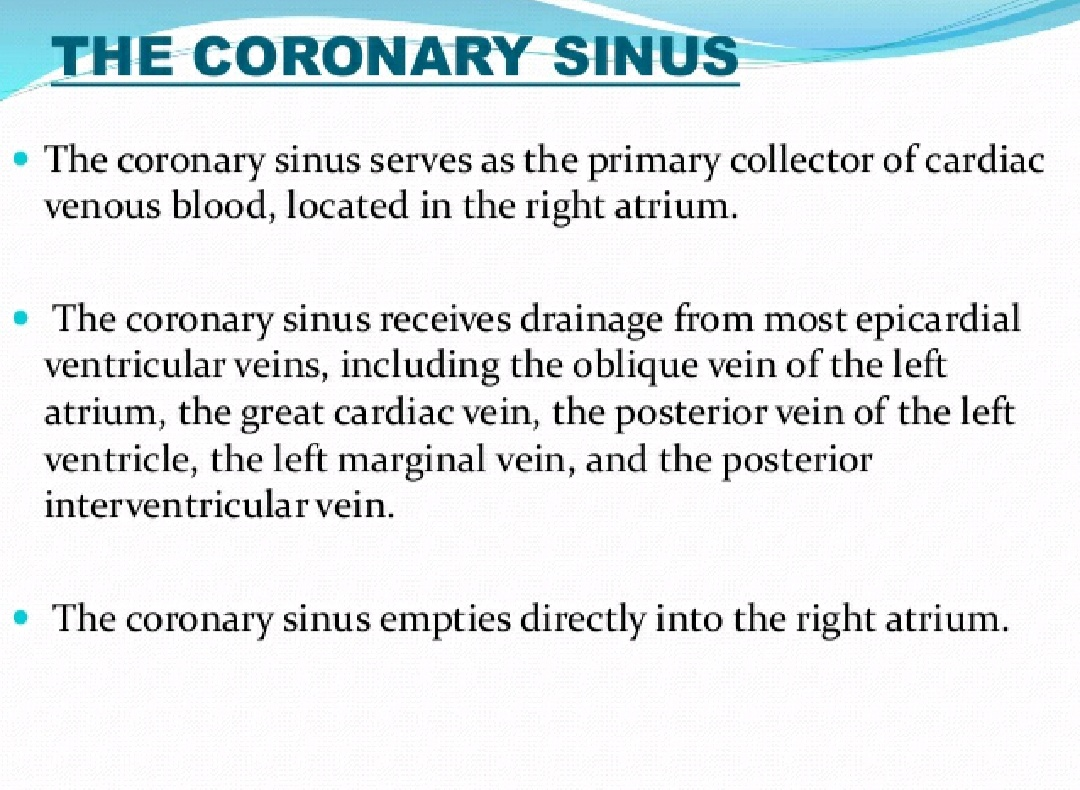 THE CORONARY SINUS
• The coronary sinus serves as the primary collector of cardiac
venous blood, located in the right atrium.
• The coronary sinus receives drainage from most epicardial
ventricular veins, including the oblique vein of the left
atrium, the great cardiac vein, the posterior vein of the left
ventricle, the left marginal vein, and the posterior
interventricular vein.
• The coronary sinus empties directly into the right atrium.